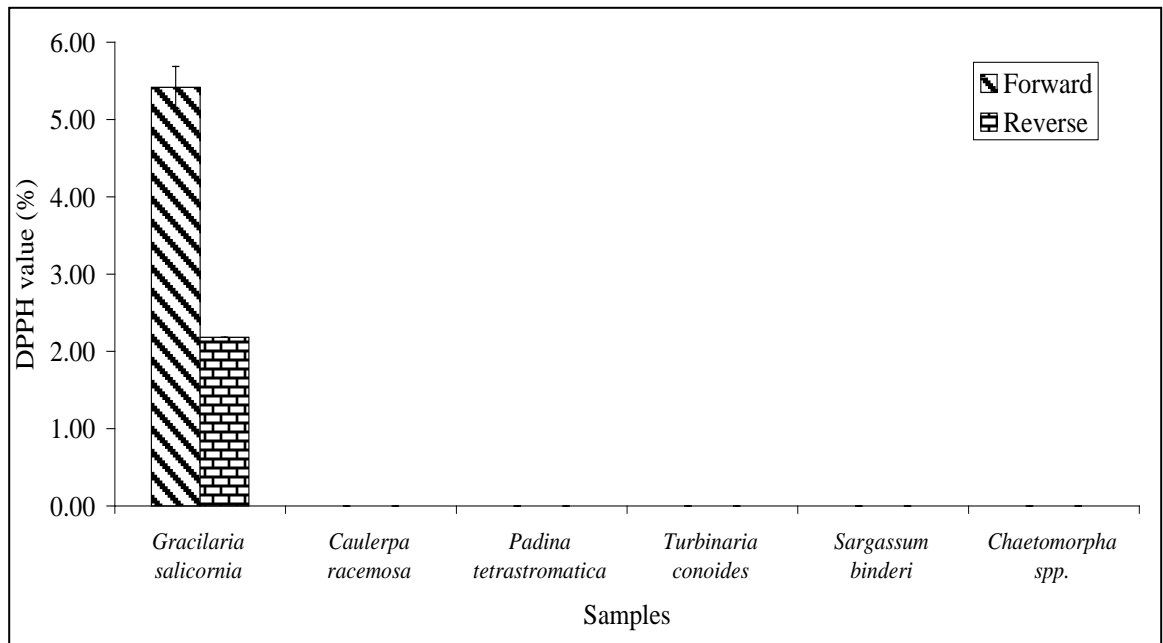 6.00
5.00
4.00
3.00
2.00
1.00
0.00
DPPH value (%)
Forward
Reverse
Gracilaria
salicornia
Caulerpa
racemosa
Padina
tetrastromatica
Turbinaria
conoides
Sargassum
binderi
Chaetomorpha
spp.
Samples